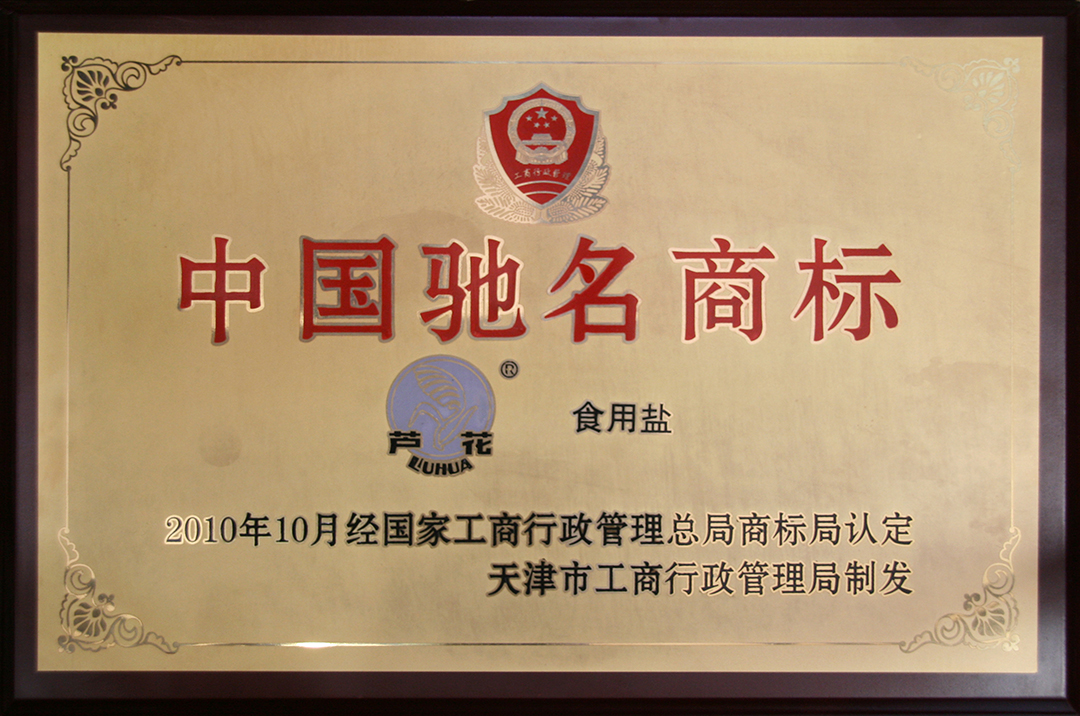 工商行政管理
中国驰名商标
®
芦花
LIUHUA
食用盐
2010年10月经国家工商行政管理总局商标局认定
天津市工商行政管理局制发